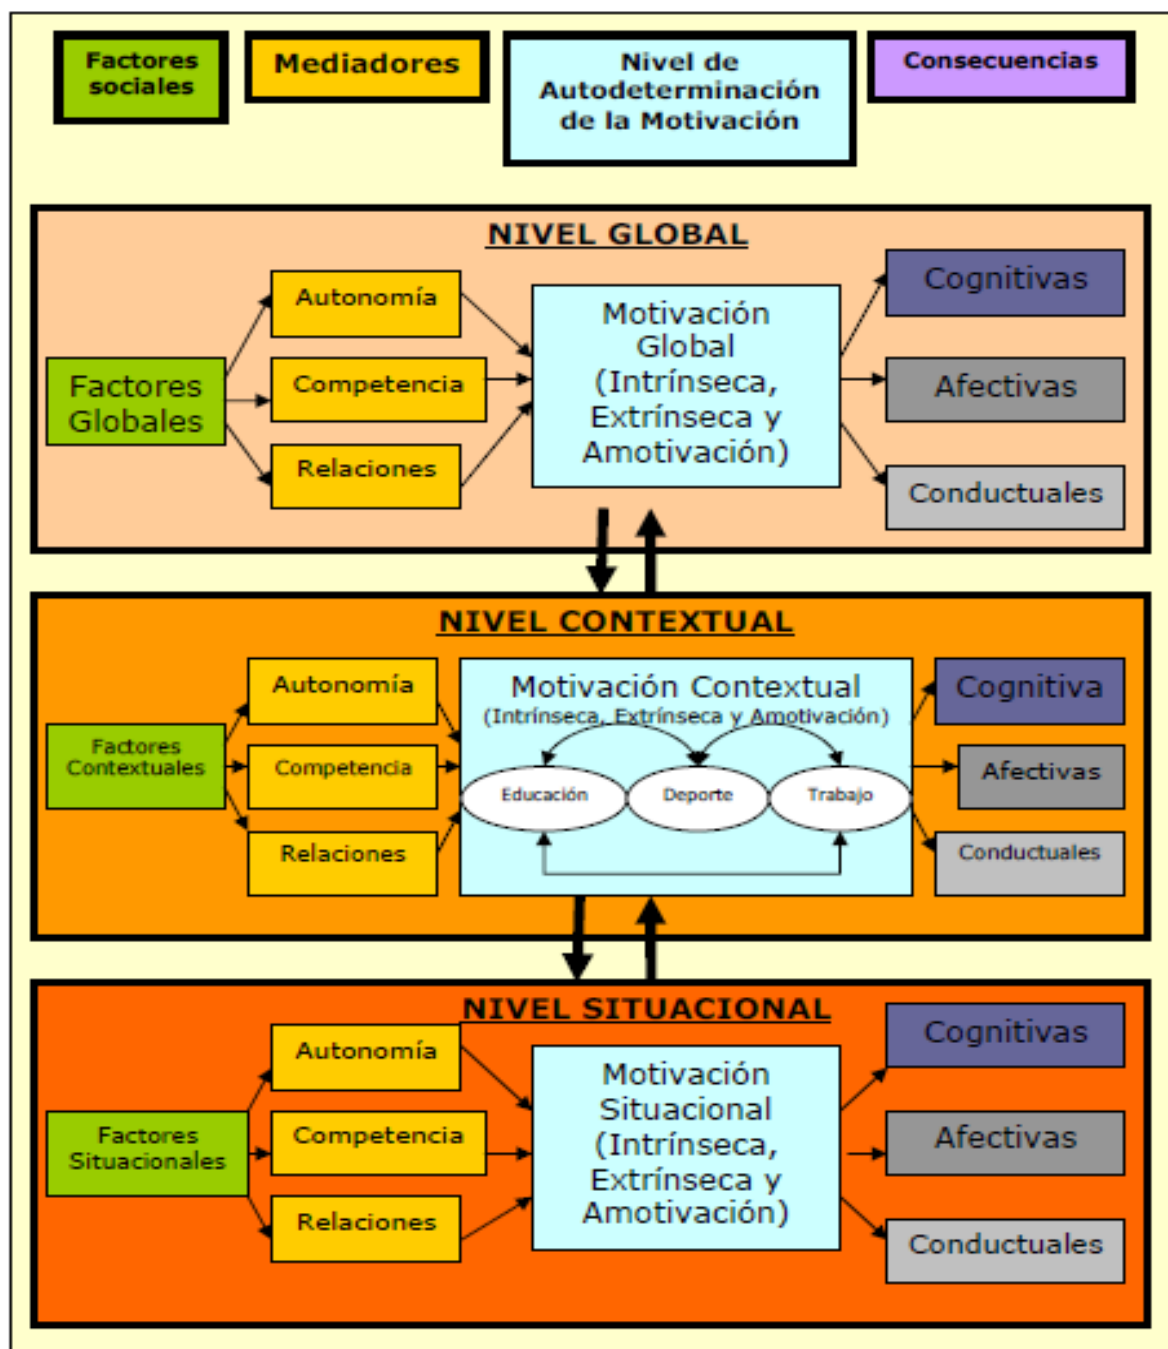 Factores
sociales
Mediadores
Nivel de
Autodeterminación
de la Motivación
Consecuencias
NIVEL GLOBAL
Factores
Globales
Autonomía
Competencia
Relaciones
Motivación
Global
(Intrínseca,
Extrínseca y
Amotivación)
Cognitivas
Afectivas
Conductuales
NIVEL CONTEXTUAL
Factores
Contextuales
Autonomía
Competencia
Relaciones
Motivación Contextual
(Intrínseca, Extrínseca y Amotivación)
Educación
Deporte
Trabajo
Cognitiva
Afectivas
Conductuales
NIVEL SITUACIONAL
Factores
Situacionales
Autonomía
Competencia
Relaciones
Motivación
Situacional
(Intrínseca,
Extrínseca y
Amotivación)
Cognitivas
Afectivas
Conductuales